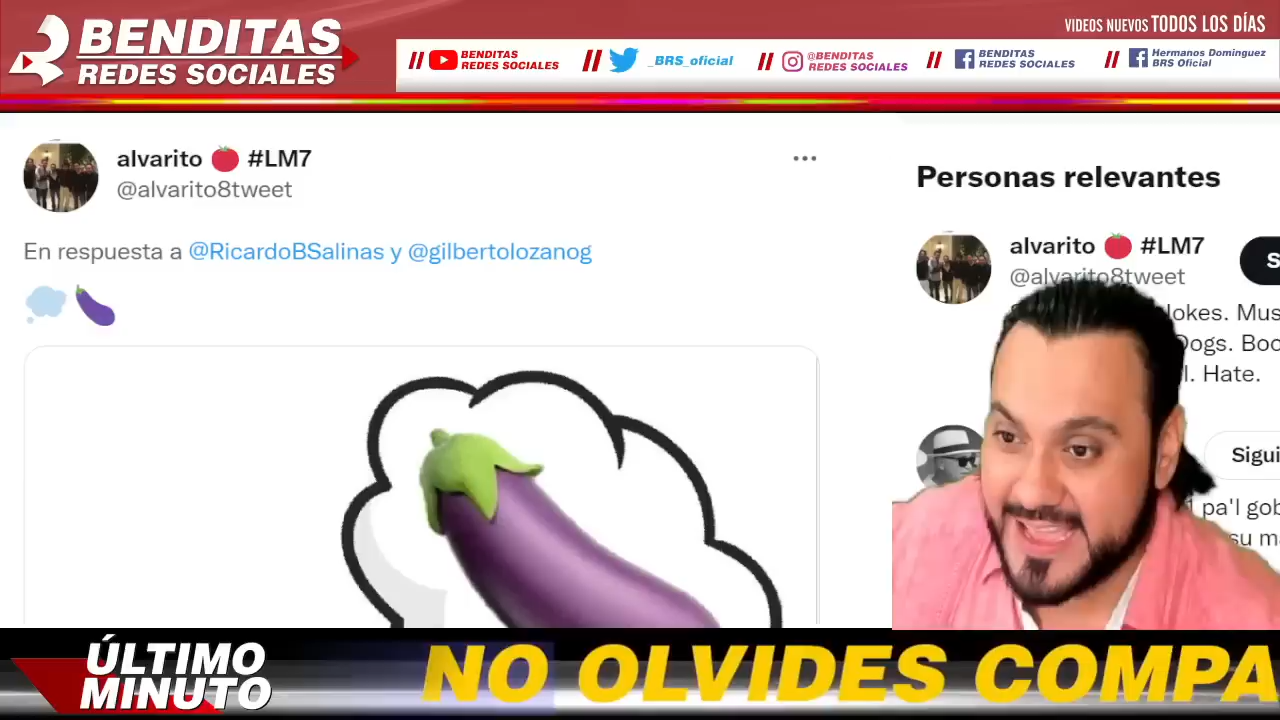 BENDITAS
REDES SOCIALES
VIDEOS NUEVOS TODOS LOS DÍAS
// BENDITAS
REDES SOCIALES
// _BRS_oficial
// @BENDITAS
REDES SOCIALES
// BENDITAS
REDES SOCIALES
// Hermanos Dominguez
BRS Oficial
alvarito 🍅 #LM7
@alvarito8tweet
En respuesta a @RicardoBSalinas y @gilbertolozanog
💭🍆
Personas relevantes
alvarito 🍅 #LM7
@alvarito8tweet
S
Jokes. Mus
Dogs. Boo
l. Hate.
Sigui
pa'l gob
su m
ÚLTIMO
MINUTO
NO OLVIDES COMPA